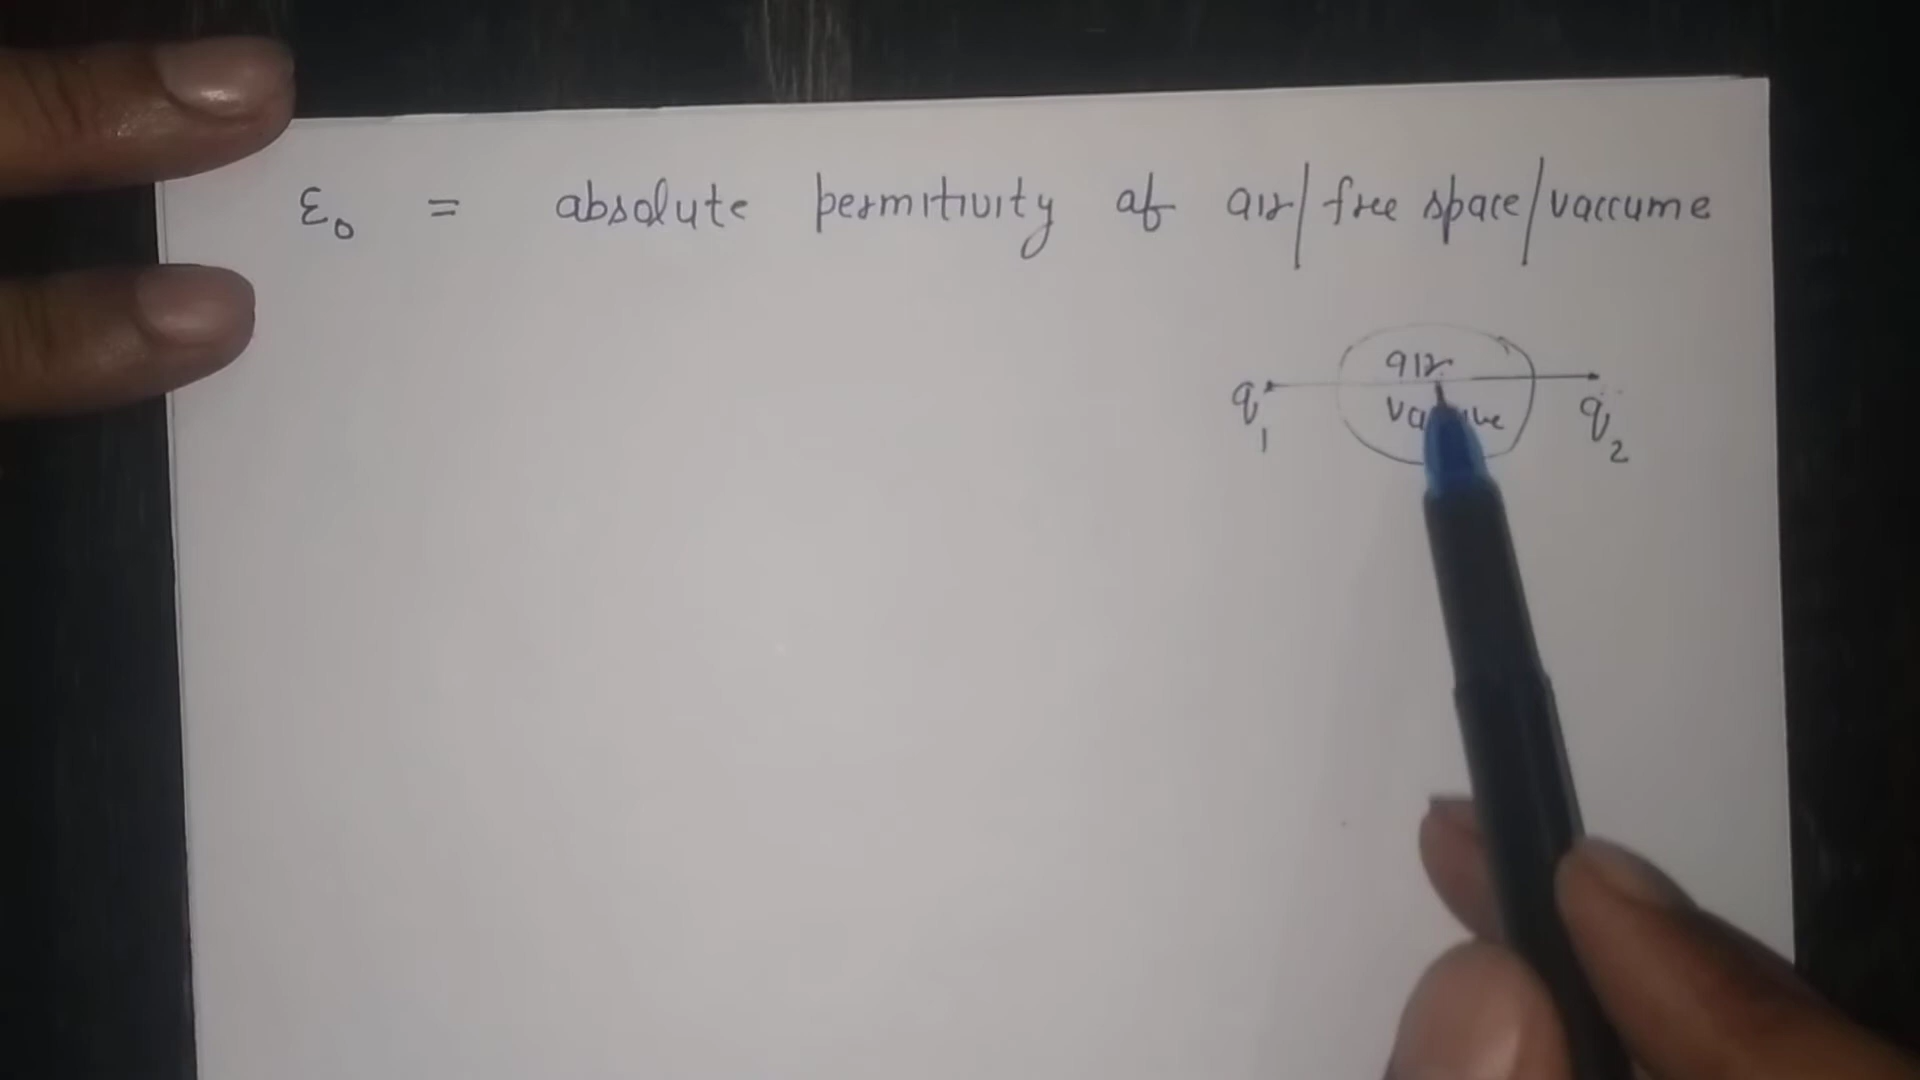 ε₀ = absolute permitivity of air/free space/vaccume
air
q₁ q₂